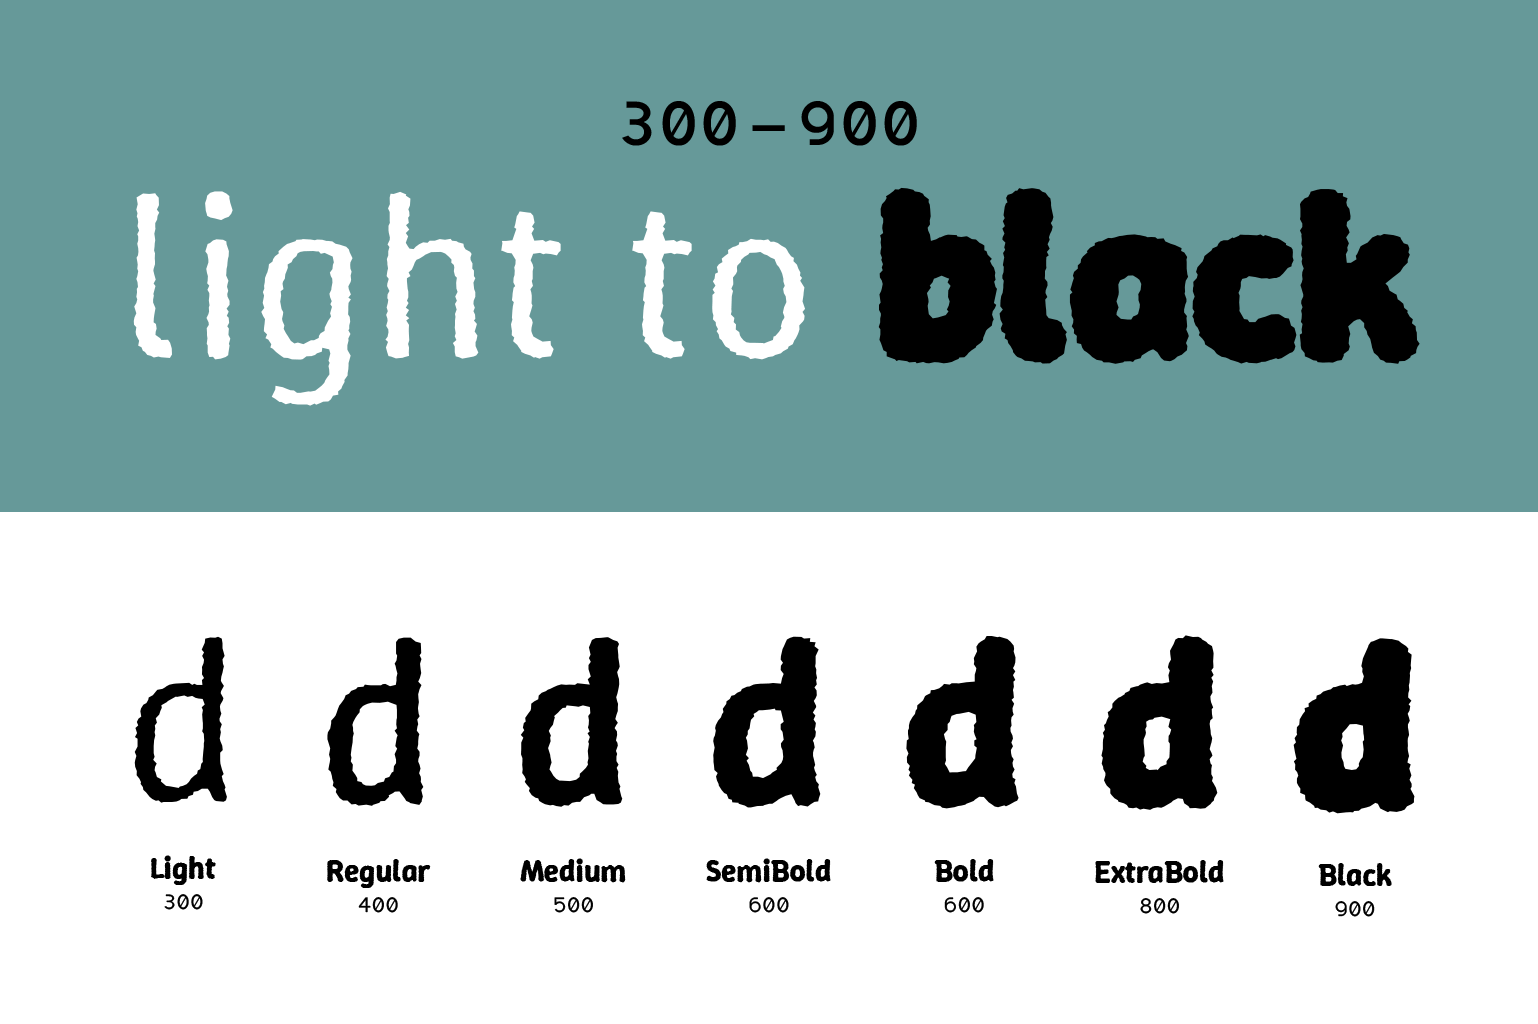 300–900
light to black
d d d d d d d
Light Regular Medium SemiBold Bold ExtraBold Black
300 400 500 600 600 800 900